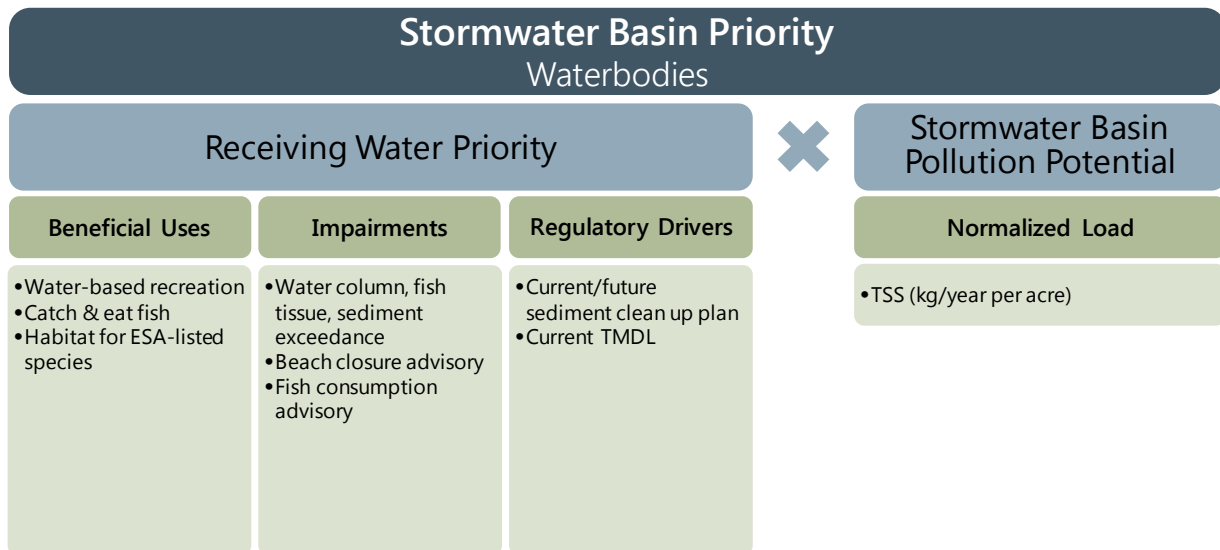 Stormwater Basin Priority
Waterbodies
Receiving Water Priority
Stormwater Basin
Pollution Potential
Beneficial Uses
•Water-based recreation
•Catch & eat fish
•Habitat for ESA-listed
species
Impairments
•Water column, fish
tissue, sediment
exceedance
•Beach closure advisory
•Fish consumption
advisory
Regulatory Drivers
•Current/future
sediment clean up plan
•Current TMDL
Normalized Load
•TSS (kg/year per acre)